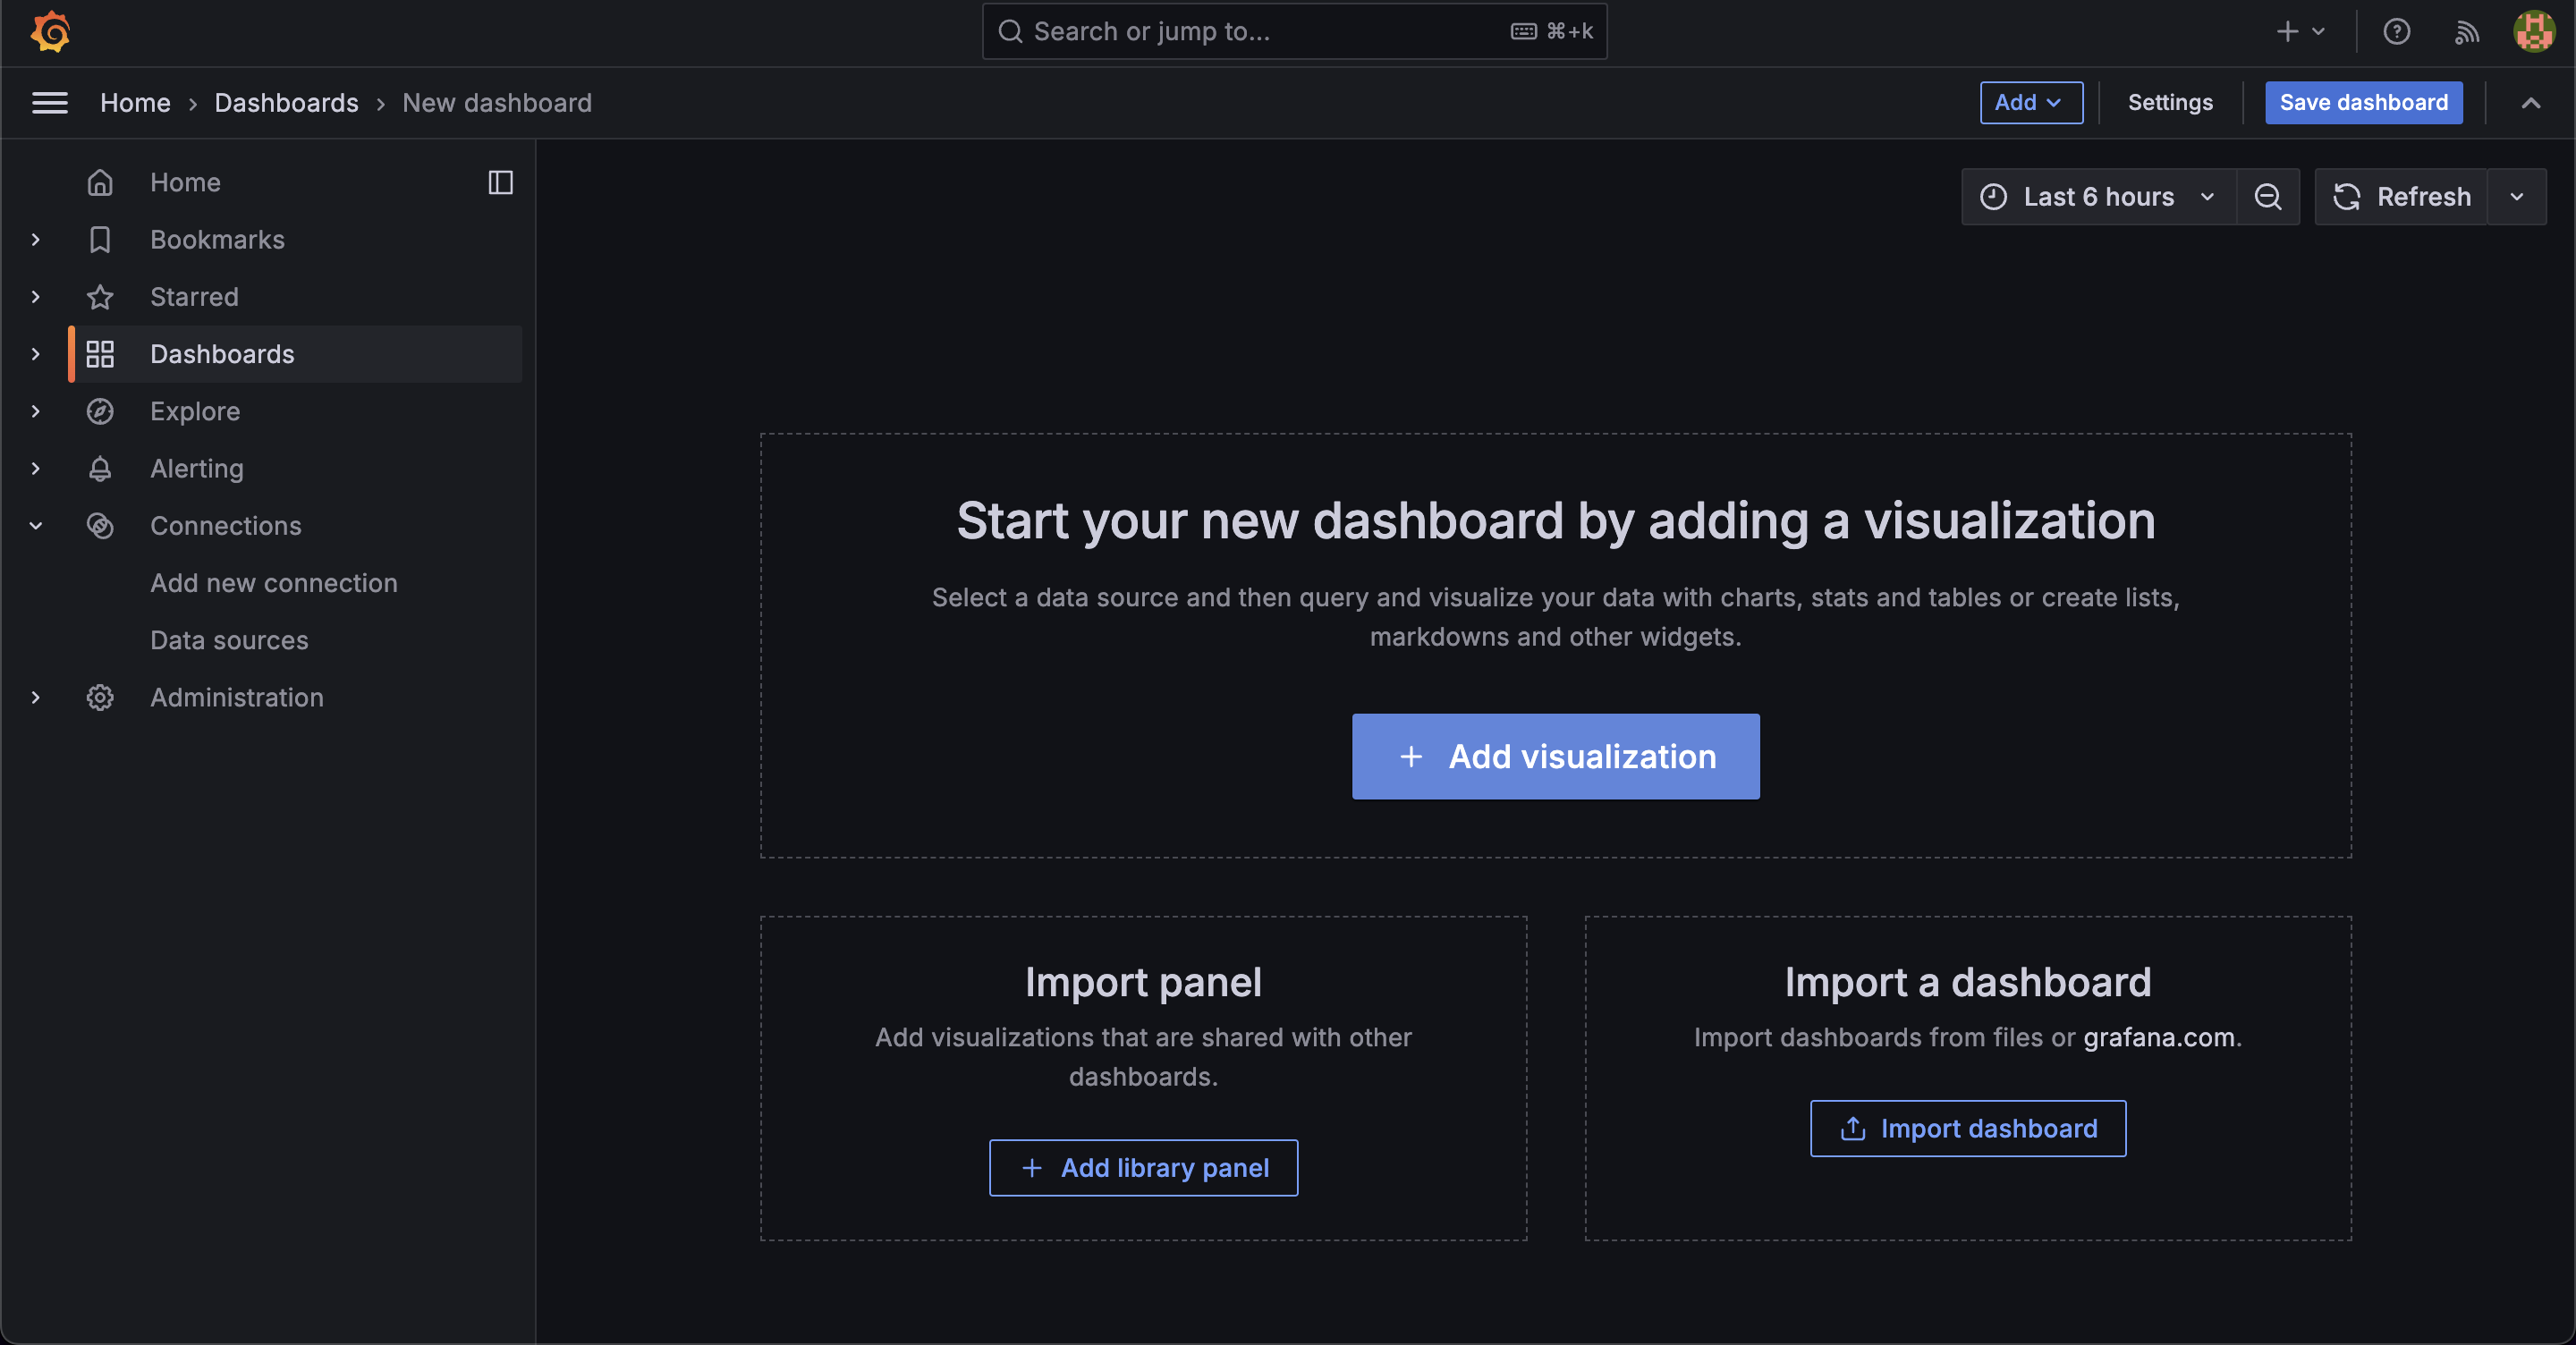 Search or jump to... ⌘+k
Home › Dashboards › New dashboard
Add
Settings
Save dashboard
Home
Bookmarks
Starred
Dashboards
Explore
Alerting
Connections
Add new connection
Data sources
Administration
Last 6 hours
Refresh
Start your new dashboard by adding a visualization
Select a data source and then query and visualize your data with charts, stats and tables or create lists,
markdowns and other widgets.
+ Add visualization
Import panel
Add visualizations that are shared with other
dashboards.
+ Add library panel
Import a dashboard
Import dashboards from files or grafana.com.
Import dashboard